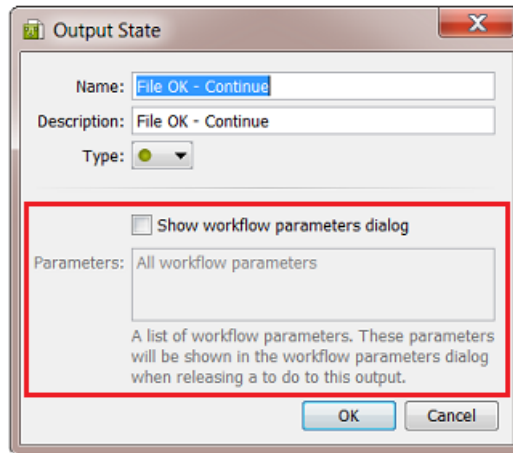 Output State
Name: File OK - Continue
Description: File OK - Continue
Type:
Show workflow parameters dialog
Parameters: All workflow parameters
A list of workflow parameters. These parameters
will be shown in the workflow parameters dialog
when releasing a to do to this output.
OK Cancel